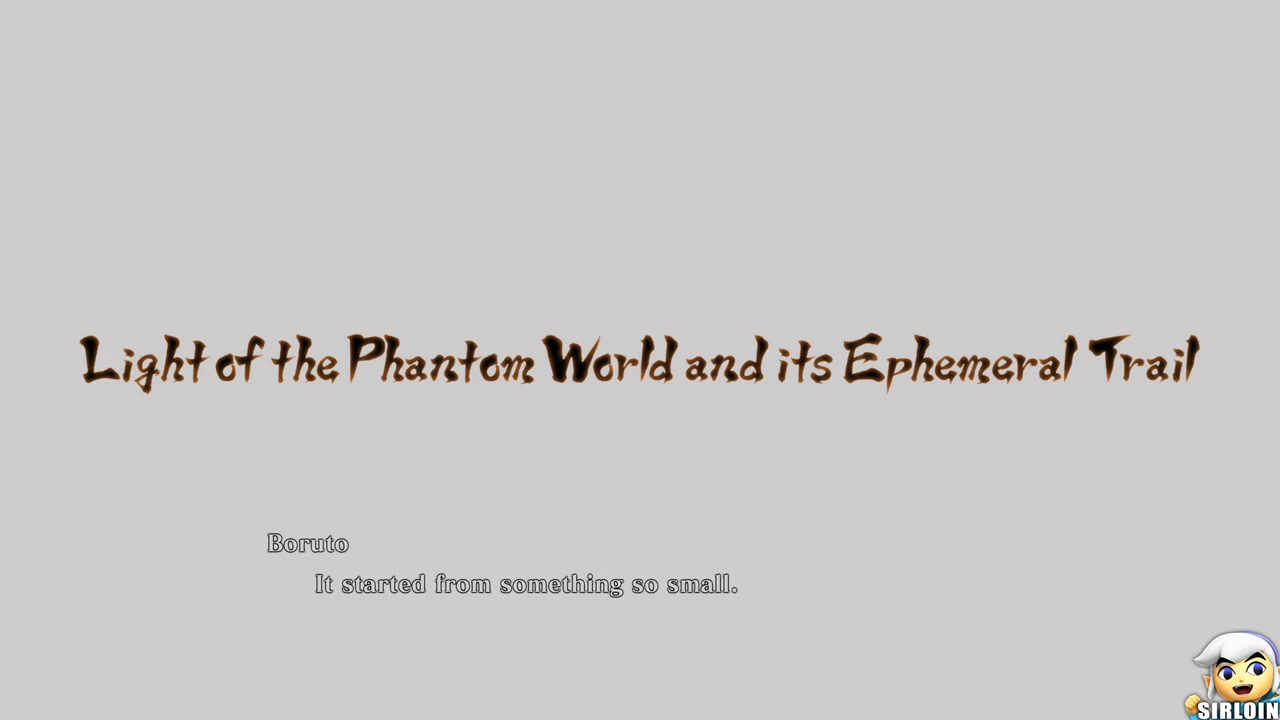 Light of the Phantom World and its Ephemeral Trail
Boruto
It started from something so small.
SIRLOIN